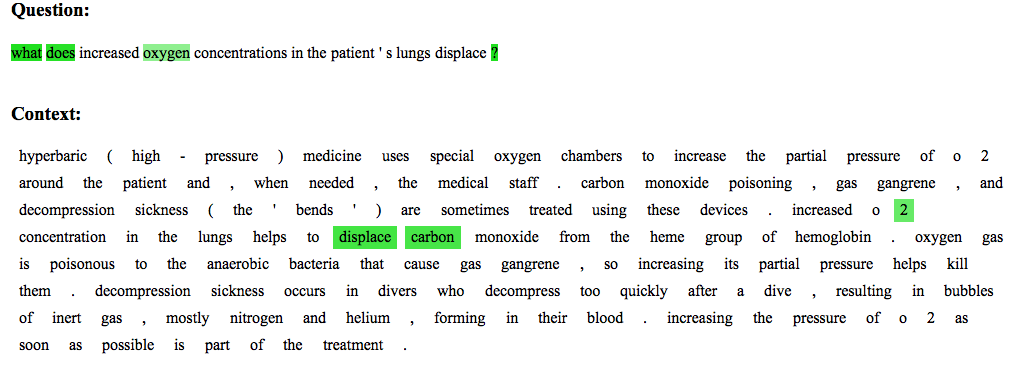 Question:
what does increased oxygen concentrations in the patient ' s lungs displace ?
Context:
hyperbaric ( high - pressure ) medicine uses special oxygen chambers to increase the partial pressure of o 2
around the patient and , when needed , the medical staff . carbon monoxide poisoning , gas gangrene , and
decompression sickness ( the ' bends ' ) are sometimes treated using these devices . increased o 2
concentration in the lungs helps to displace carbon monoxide from the heme group of hemoglobin . oxygen gas
is poisonous to the anaerobic bacteria that cause gas gangrene , so increasing its partial pressure helps kill
them . decompression sickness occurs in divers who decompress too quickly after a dive , resulting in bubbles
of inert gas , mostly nitrogen and helium , forming in their blood . increasing the pressure of o 2 as
soon as possible is part of the treatment .